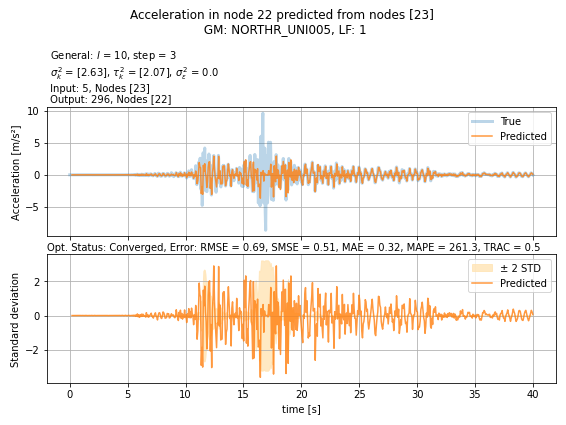 Acceleration in node 22 predicted from nodes [23]
GM: NORTHR_UNI005, LF: 1
General: l = 10, step = 3
σ²ₖ = [2.63], τ²ₖ = [2.07], σ²ε = 0.0
Input: 5, Nodes [23]
Output: 296, Nodes [22]
Acceleration [m/s²]
10
5
0
−5
True
Predicted
Opt. Status: Converged, Error: RMSE = 0.69, SMSE = 0.51, MAE = 0.32, MAPE = 261.3, TRAC = 0.5
Standard deviation
2
0
−2
± 2 STD
Predicted
0 5 10 15 20 25 30 35 40
time [s]